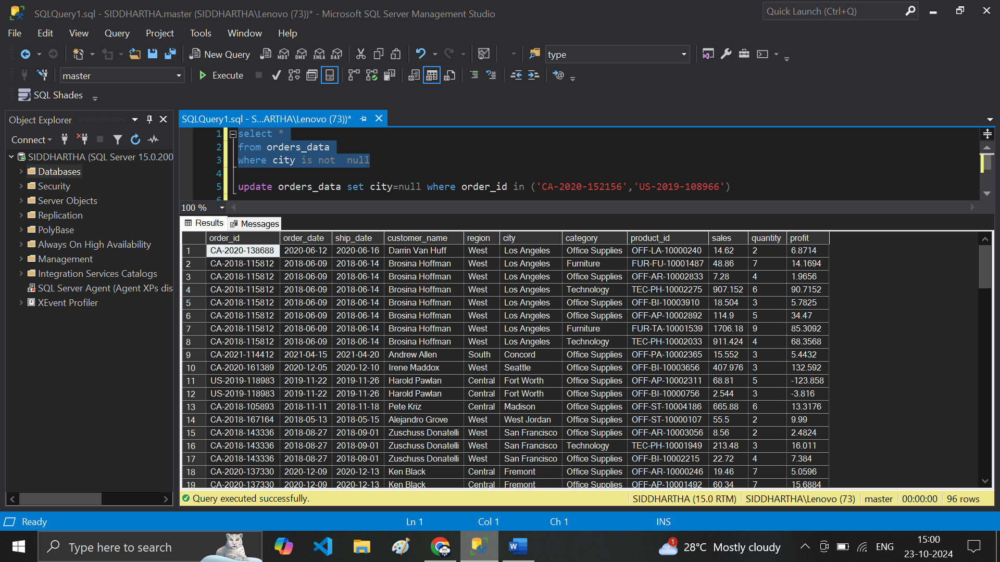 SQLQuery1.sql - SIDDHARTHA.master (SIDDHARTHA\Lenovo (73))* - Microsoft SQL Server Management Studio
Quick Launch (Ctrl+Q)
File Edit View Query Project Tools Window Help
New Query MDX DMX XMLA DAX type
master Execute
SQL Shades
Object Explorer
Connect
SIDDHARTHA (SQL Server 15.0.200
Databases
Security
Server Objects
Replication
PolyBase
Always On High Availability
Management
Integration Services Catalogs
SQL Server Agent (Agent XPs dis
XEvent Profiler
SQLQuery1.sql - S...ARTHA\Lenovo (73))*
1 select *
2 from orders_data
3 where city is not  null
4
5 update orders_data set city=null where order_id in ('CA-2020-152156','US-2019-108966')
6
100 %
Results Messages
order_id order_date ship_date customer_name region city category product_id sales quantity profit
1 CA-2020-138688 2020-06-12 2020-06-16 Darrin Van Huff West Los Angeles Office Supplies OFF-LA-10000240 14.62 2 6.8714
2 CA-2018-115812 2018-06-09 2018-06-14 Brosina Hoffman West Los Angeles Furniture FUR-FU-10001487 48.86 7 14.1694
3 CA-2018-115812 2018-06-09 2018-06-14 Brosina Hoffman West Los Angeles Office Supplies OFF-AR-10002833 7.28 4 1.9656
4 CA-2018-115812 2018-06-09 2018-06-14 Brosina Hoffman West Los Angeles Technology TEC-PH-10002275 907.152 6 90.7152
5 CA-2018-115812 2018-06-09 2018-06-14 Brosina Hoffman West Los Angeles Office Supplies OFF-BI-10003910 18.504 3 5.7825
6 CA-2018-115812 2018-06-09 2018-06-14 Brosina Hoffman West Los Angeles Office Supplies OFF-AP-10002892 114.9 5 34.47
7 CA-2018-115812 2018-06-09 2018-06-14 Brosina Hoffman West Los Angeles Furniture FUR-TA-10001539 1706.18 9 85.3092
8 CA-2018-115812 2018-06-09 2018-06-14 Brosina Hoffman West Los Angeles Technology TEC-PH-10002033 911.424 4 68.3568
9 CA-2021-114412 2021-04-15 2021-04-20 Andrew Allen South Concord Office Supplies OFF-PA-10002365 15.552 3 5.4432
10 CA-2020-161389 2020-12-05 2020-12-10 Irene Maddox West Seattle Office Supplies OFF-BI-10003656 407.976 3 132.592
11 US-2019-118983 2019-11-22 2019-11-26 Harold Pawlan Central Fort Worth Office Supplies OFF-AP-10002311 68.81 5 -123.858
12 US-2019-118983 2019-11-22 2019-11-26 Harold Pawlan Central Fort Worth Office Supplies OFF-BI-10000756 2.544 3 -3.816
13 CA-2018-105893 2018-11-11 2018-11-18 Pete Kriz Central Madison Office Supplies OFF-ST-10004186 665.88 6 13.3176
14 CA-2018-167164 2018-05-13 2018-05-15 Alejandro Grove West West Jordan Office Supplies OFF-ST-10000107 55.5 2 9.99
15 CA-2018-143336 2018-08-27 2018-09-01 Zuschuss Donatelli West San Francisco Office Supplies OFF-AR-10003056 8.56 2 2.4824
16 CA-2018-143336 2018-08-27 2018-09-01 Zuschuss Donatelli West San Francisco Technology TEC-PH-10001949 213.48 3 16.011
17 CA-2018-143336 2018-08-27 2018-09-01 Zuschuss Donatelli West San Francisco Office Supplies OFF-BI-10002215 22.72 4 7.384
18 CA-2020-137330 2020-12-09 2020-12-13 Ken Black Central Fremont Office Supplies OFF-AR-10000246 19.46 7 5.0596
19 CA-2020-137330 2020-12-09 2020-12-13 Ken Black Central Fremont Office Supplies OFF-AP-10001492 60.34 7 15.6884
Query executed successfully. SIDDHARTHA (15.0 RTM) SIDDHARTHA\Lenovo (73) master 00:00:00 96 rows
Ready Ln 1 Col 1 Ch 1 INS
Type here to search
1 28°C Mostly cloudy
ENG
15:00
23-10-2024